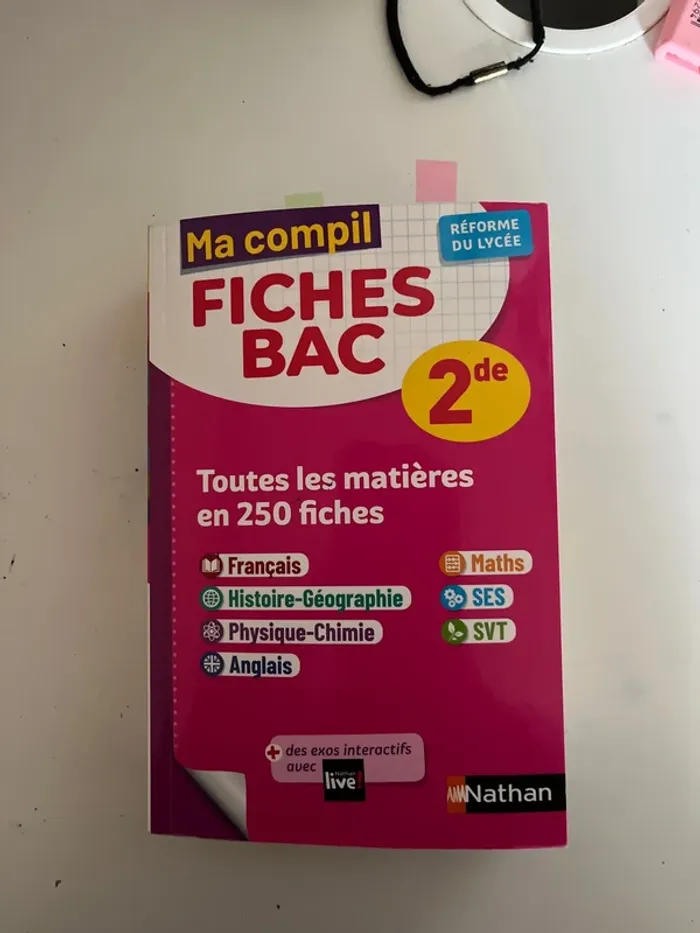 Ma compil
RÉFORME
DU LYCÉE
FICHES
BAC
2de
Toutes les matières
en 250 fiches
Français
Maths
Histoire-Géographie
SES
Physique-Chimie
SVT
Anglais
+ des exos interactifs
avec
Nathan
live
Nathan